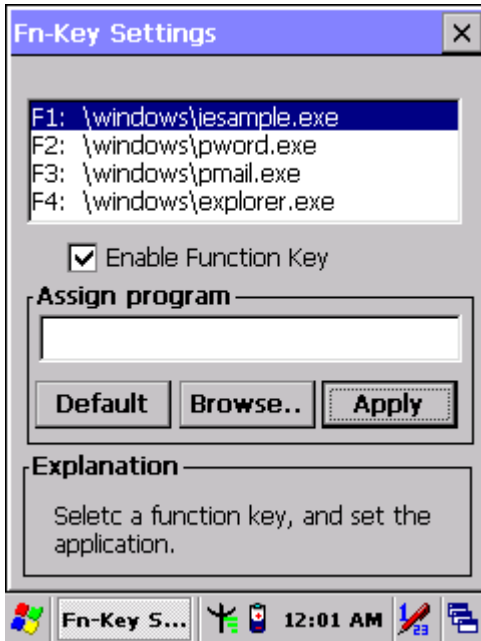 Fn-Key Settings
F1: \windows\iesample.exe
F2: \windows\pword.exe
F3: \windows\pmail.exe
F4: \windows\explorer.exe
Enable Function Key
Assign program
Default Browse.. Apply
Explanation
Seletc a function key, and set the
application.
Fn-Key S... 12:01 AM 123